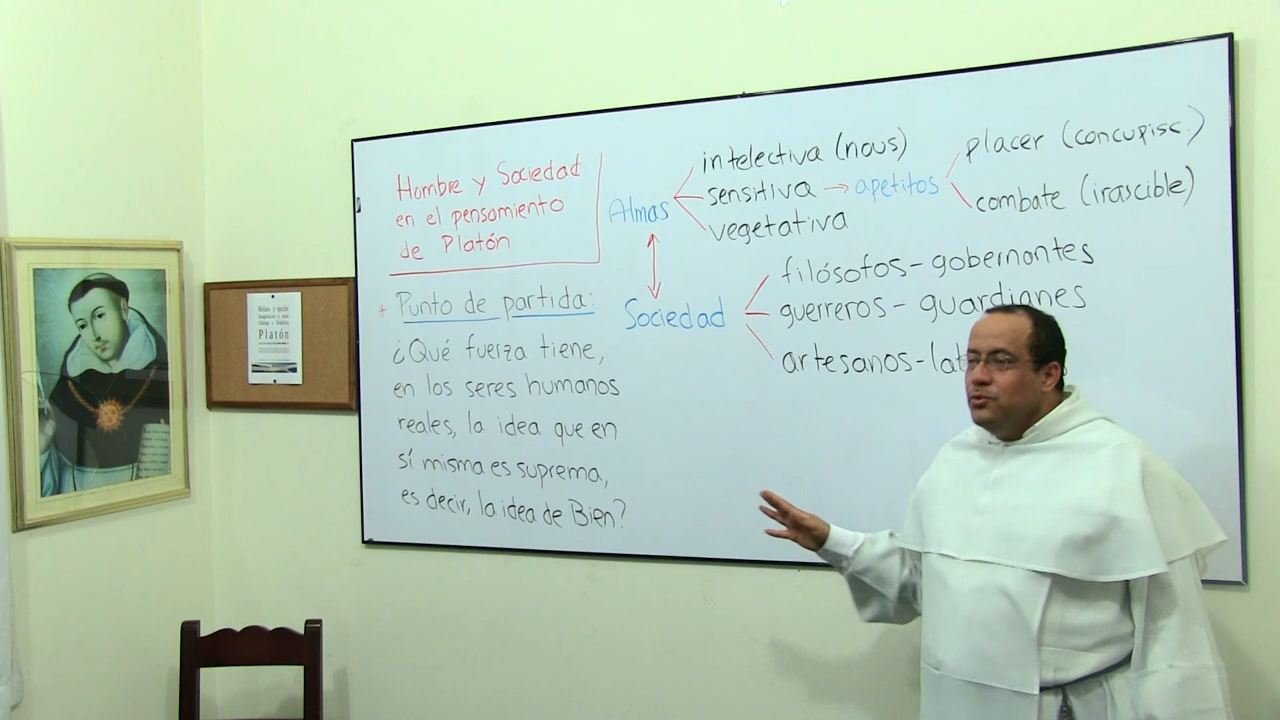 Hombre y Sociedad
en el pensamiento
de Platón
* Punto de partida:
¿Qué fuerza tiene,
en los seres humanos
reales, la idea que en
sí misma es suprema,
es decir, la idea de Bien?
Almas
intelectiva (nous)
sensitiva → apetitos
vegetativa
placer (concupisc.)
combate (irascible)
Sociedad
filósofos - gobernantes
guerreros - guardianes
artesanos - lab
Platón